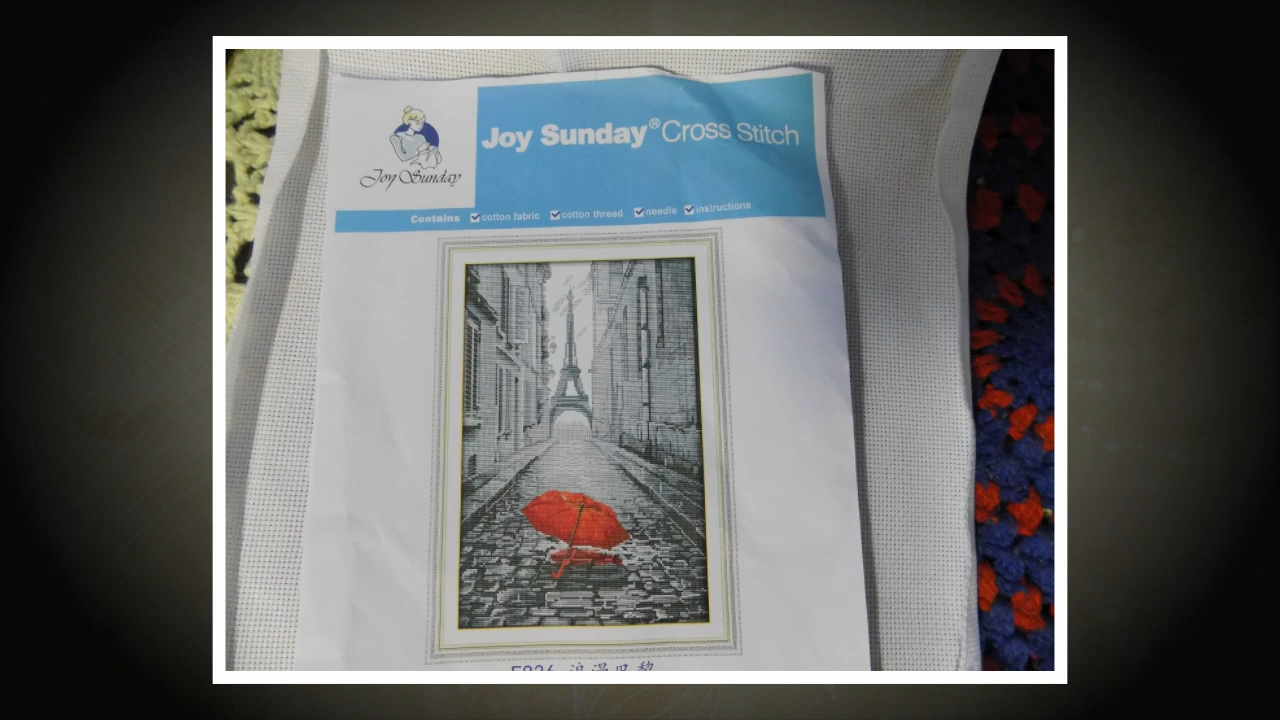 Joy Sunday® Cross Stitch
Joy Sunday
Contains ☑ cotton fabric ☑ cotton thread ☑ needle ☑ instructions